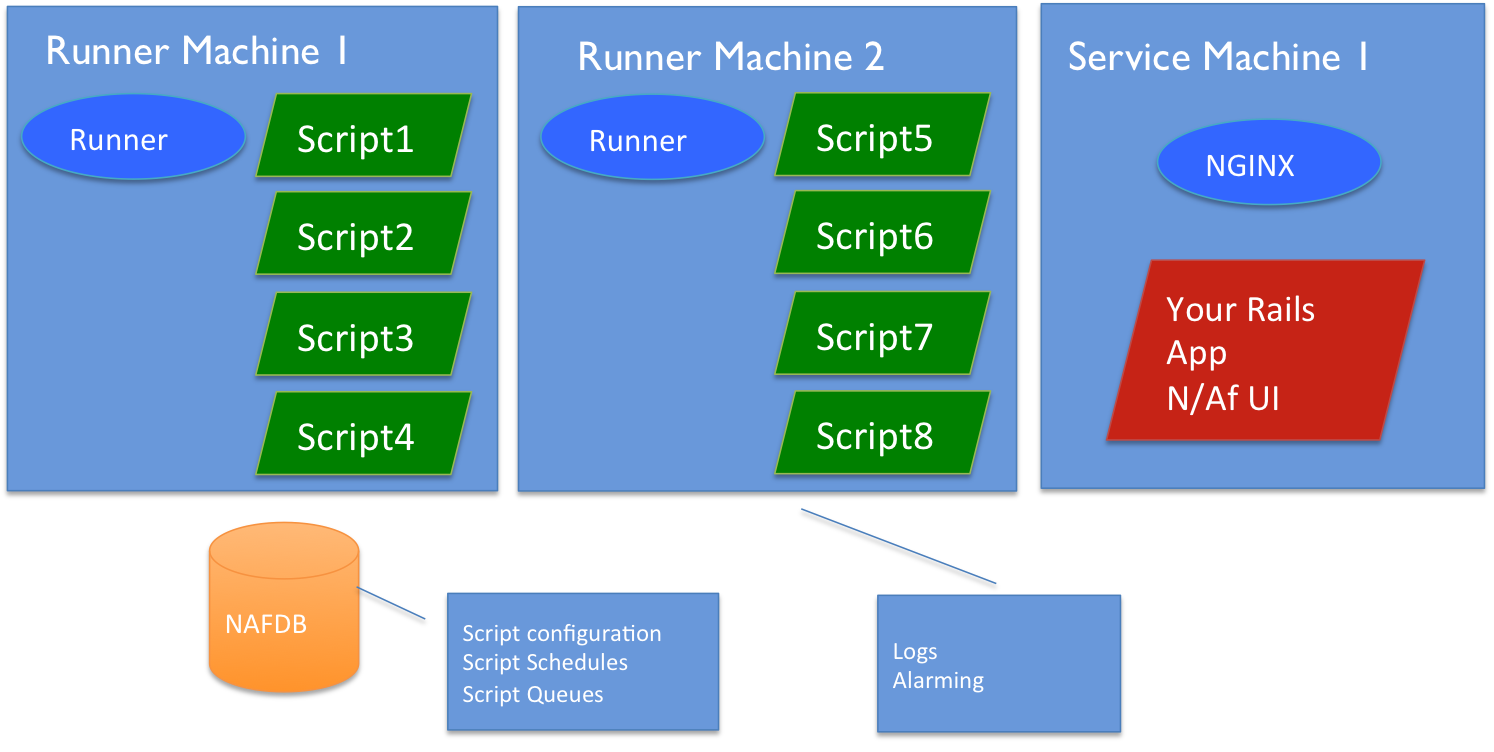 Runner Machine 1
Runner
Script1
Script2
Script3
Script4
Runner Machine 2
Runner
Script5
Script6
Script7
Script8
Service Machine 1
NGINX
Your Rails
App
N/Af UI
NAFDB
Script configuration
Script Schedules
Script Queues
Logs
Alarming